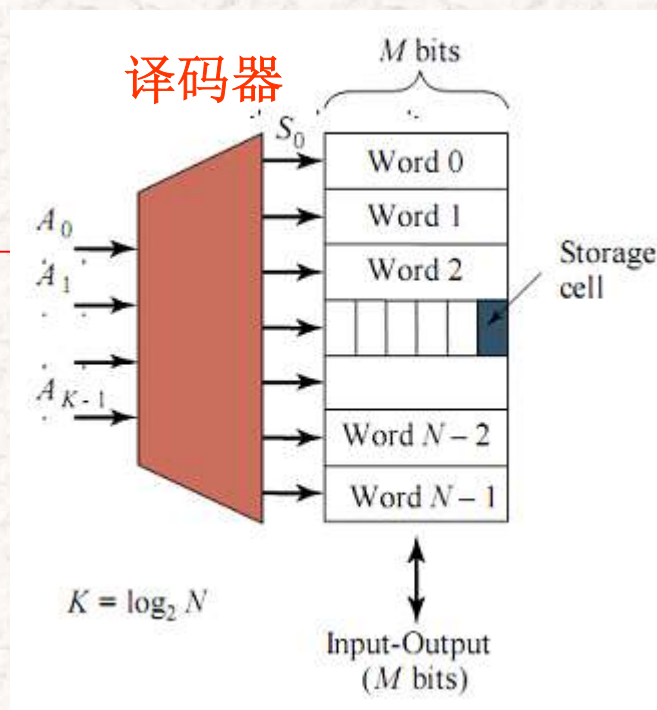 译码器
M bits
S₀
Word 0
A₀
Word 1
A₁
Word 2
Storage
cell
A_{K-1}
Word N – 2
Word N – 1
K = log₂ N
Input-Output
(M bits)